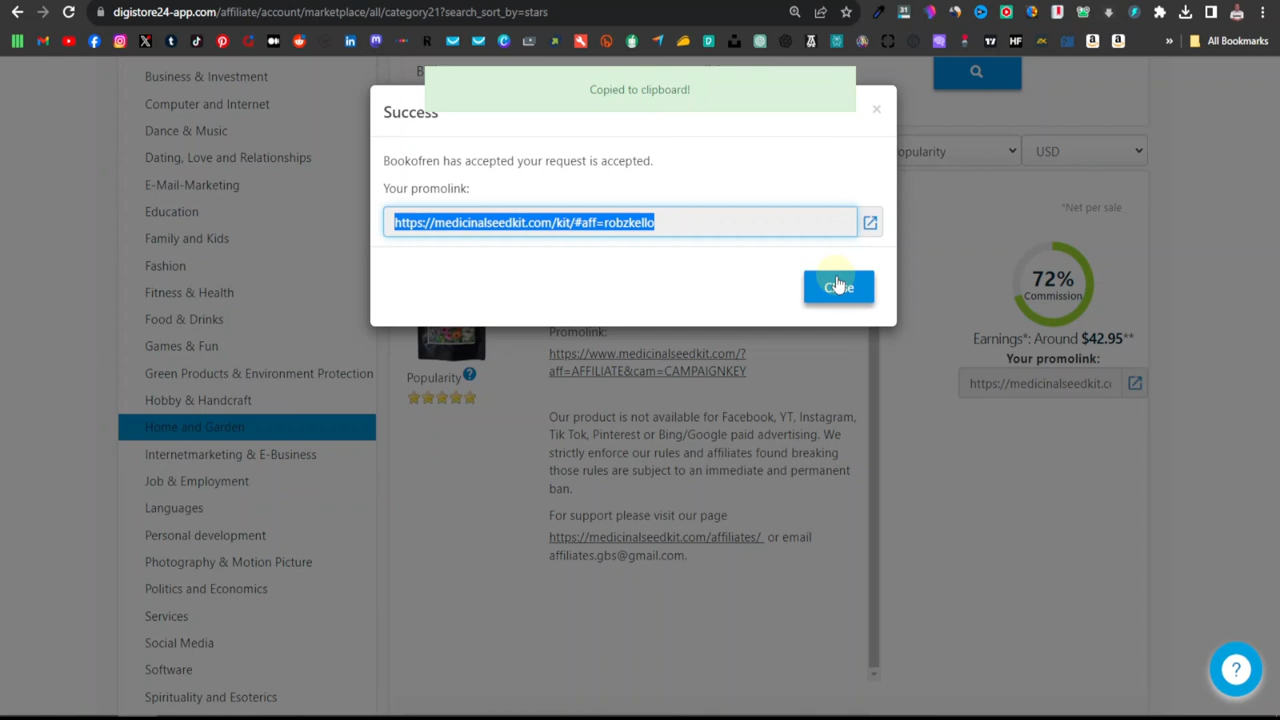 digistore24-app.com/affiliate/account/marketplace/all/category21?search_sort_by=stars
All Bookmarks
Business & Investment
Computer and Internet
Dance & Music
Dating, Love and Relationships
E-Mail-Marketing
Education
Family and Kids
Fashion
Fitness & Health
Food & Drinks
Games & Fun
Green Products & Environment Protection
Hobby & Handcraft
Home and Garden
Internetmarketing & E-Business
Job & Employment
Languages
Personal development
Photography & Motion Picture
Politics and Economics
Services
Social Media
Software
Spirituality and Esoterics
Copied to clipboard!
Success
×
Bookofren has accepted your request is accepted.
Your promolink:
https://medicinalseedkit.com/kit/#aff=robzkello
Close
opularity
USD
*Net per sale
72%
Commission
Earnings*: Around $42.95**
Your promolink:
https://medicinalseedkit.cc
Popularity
Promolink:
https://www.medicinalseedkit.com/?
aff=AFFILIATE&cam=CAMPAIGNKEY
Our product is not available for Facebook, YT, Instagram,
Tik Tok, Pinterest or Bing/Google paid advertising. We
strictly enforce our rules and affiliates found breaking
those rules are subject to an immediate and permanent
ban.
For support please visit our page
https://medicinalseedkit.com/affiliates/ or email
affiliates.gbs@gmail.com.
?